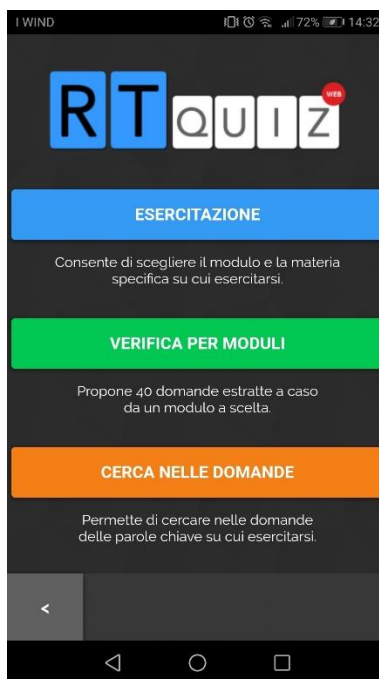 I WIND 72% 14:32
RT QUIZ WEB
ESERCITAZIONE
Consente di scegliere il modulo e la materia
specifica su cui esercitarsi.
VERIFICA PER MODULI
Propone 40 domande estratte a caso
da un modulo a scelta.
CERCA NELLE DOMANDE
Permette di cercare nelle domande
delle parole chiave su cui esercitarsi.
<